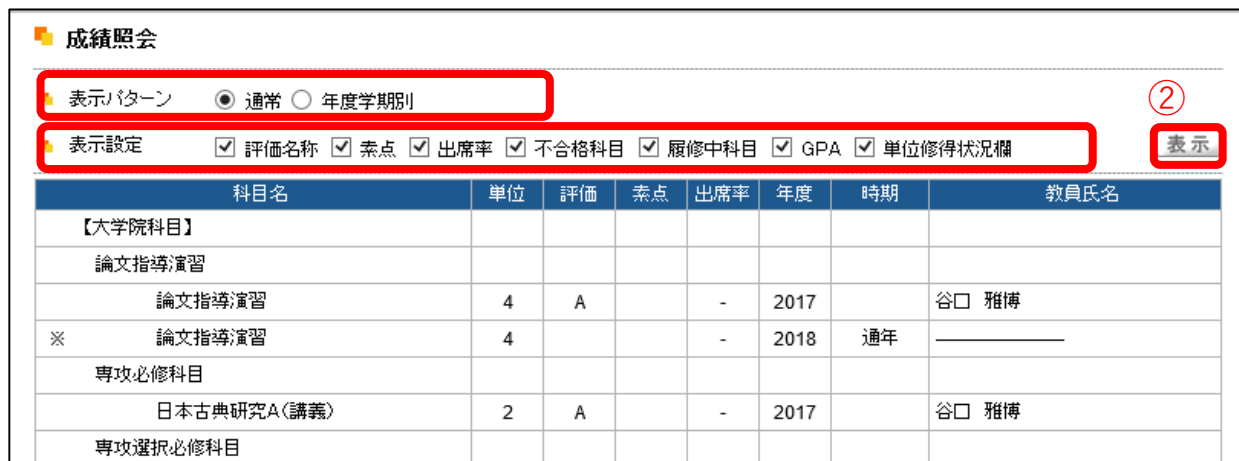 成績照会
表示パターン 通常 年度学期別
②
表示設定 評価名称 素点 出席率 不合格科目 履修中科目 GPA 単位修得状況欄 表示
科目名 単位 評価 素点 出席率 年度 時期 教員氏名
【大学院科目】
論文指導演習
論文指導演習 4 A - 2017 谷口 雅博
※ 論文指導演習 4 - 2018 通年 ――――――
専攻必修科目
日本古典研究A(講義) 2 A - 2017 谷口 雅博
専攻選択必修科目